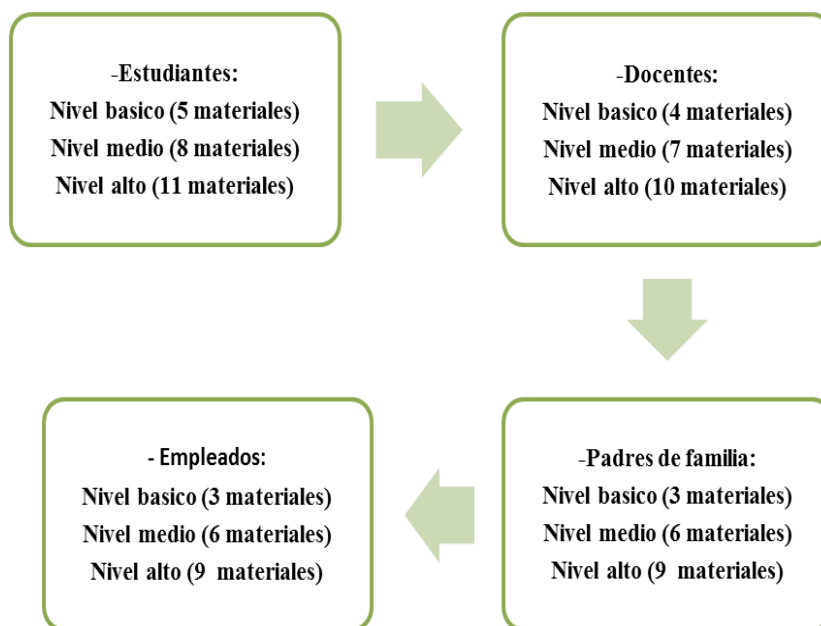 -Estudiantes:
Nivel basico (5 materiales)
Nivel medio (8 materiales)
Nivel alto (11 materiales)
-Docentes:
Nivel basico (4 materiales)
Nivel medio (7 materiales)
Nivel alto (10 materiales)
-Padres de familia:
Nivel basico (3 materiales)
Nivel medio (6 materiales)
Nivel alto (9  materiales)
- Empleados:
Nivel basico (3 materiales)
Nivel medio (6 materiales)
Nivel alto (9  materiales)